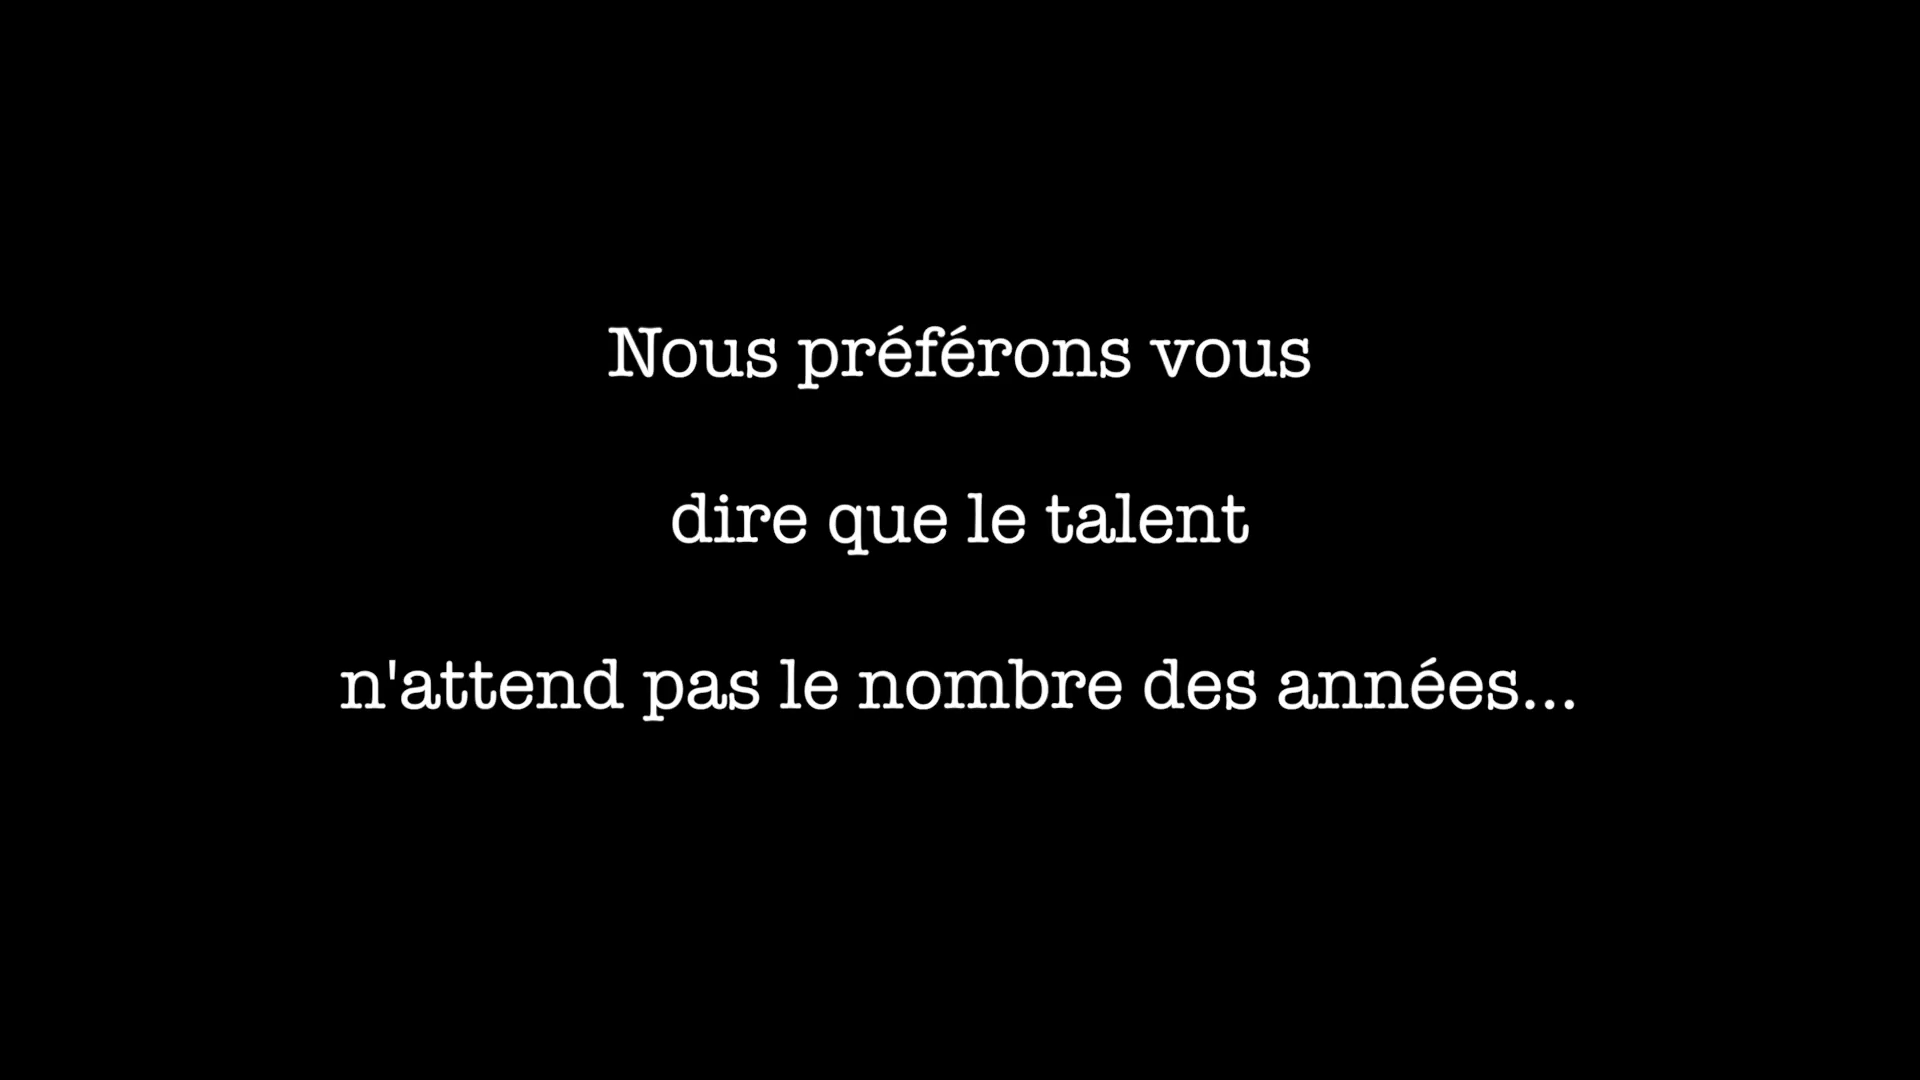 Nous préférons vous
dire que le talent
n'attend pas le nombre des années...